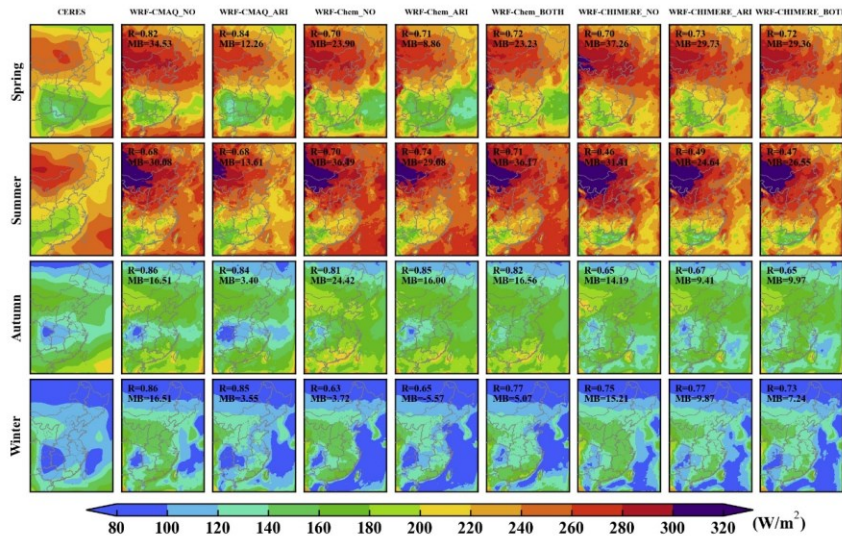 CERES WRF-CMAQ_NO WRF-CMAQ_ARI WRF-Chem_NO WRF-Chem_ARI WRF-Chem_BOTH WRF-CHIMERE_NO WRF-CHIMERE_ARI WRF-CHIMERE_BOTH
Spring
R=0.82 R=0.84 R=0.70 R=0.71 R=0.72 R=0.70 R=0.73 R=0.72
MB=34.53 MB=12.26 MB=23.90 MB=8.86 MB=23.23 MB=37.26 MB=29.73 MB=29.36
Summer
R=0.68 R=0.68 R=0.70 R=0.74 R=0.71 R=0.46 R=0.49 R=0.47
MB=30.08 MB=13.61 MB=36.49 MB=29.08 MB=36.17 MB=31.41 MB=24.64 MB=26.55
Autumn
R=0.86 R=0.84 R=0.81 R=0.85 R=0.82 R=0.65 R=0.67 R=0.65
MB=16.51 MB=3.40 MB=24.42 MB=16.00 MB=16.56 MB=14.19 MB=9.41 MB=9.97
Winter
R=0.86 R=0.85 R=0.63 R=0.65 R=0.77 R=0.75 R=0.77 R=0.73
MB=16.51 MB=3.55 MB=3.72 MB=-5.57 MB=5.07 MB=15.21 MB=9.87 MB=7.24
80 100 120 140 160 180 200 220 240 260 280 300 320 (W/m²)